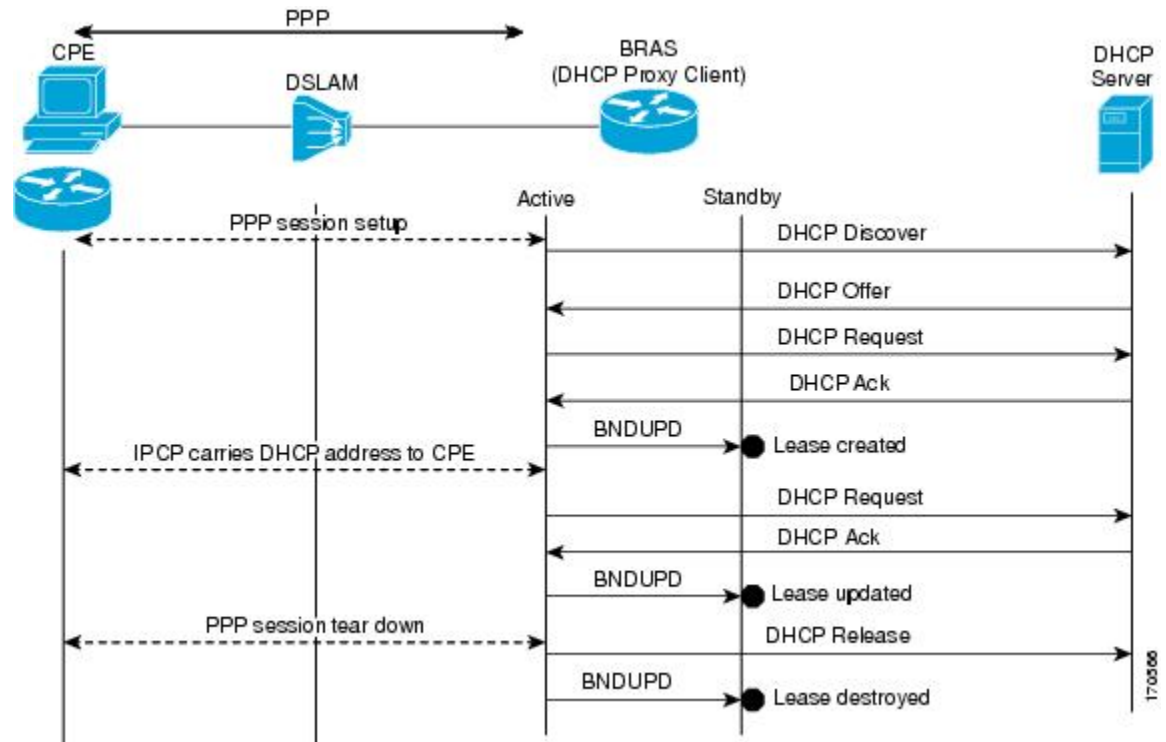 PPP
CPE
DSLAM
BRAS
(DHCP Proxy Client)
DHCP
Server
Active
Standby
PPP session setup
DHCP Discover
DHCP Offer
DHCP Request
DHCP Ack
BNDUPD
Lease created
IPCP carries DHCP address to CPE
DHCP Request
DHCP Ack
BNDUPD
Lease updated
PPP session tear down
DHCP Release
BNDUPD
Lease destroyed
170566